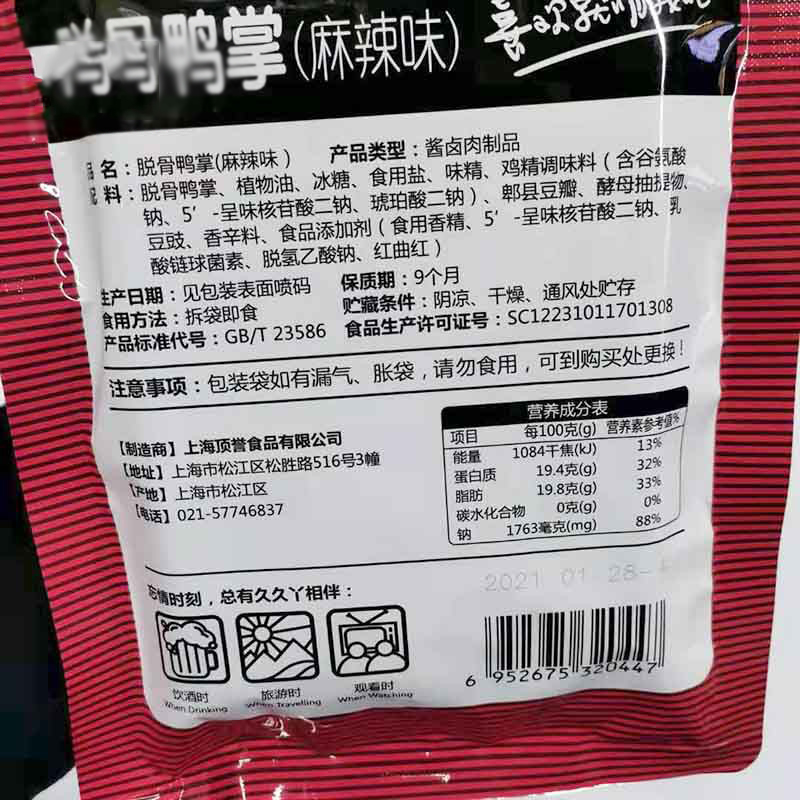 脱骨鸭掌(麻辣味)
喜欢就
品 名：脱骨鸭掌(麻辣味) 产品类型：酱卤肉制品
配 料：脱骨鸭掌、植物油、冰糖、食用盐、味精、鸡精调味料（含谷氨酸
钠、5'-呈味核苷酸二钠、琥珀酸二钠）、郫县豆瓣、酵母抽提物、
豆豉、香辛料、食品添加剂（食用香精、5'-呈味核苷酸二钠、乳
酸链球菌素、脱氢乙酸钠、红曲红）
生产日期：见包装表面喷码 保质期：9个月
食用方法：拆袋即食 贮藏条件：阴凉、干燥、通风处贮存
产品标准代号：GB/T 23586 食品生产许可证号：SC12231011701308
注意事项：包装袋如有漏气、胀袋，请勿食用，可到购买处更换！
【制造商】上海顶誉食品有限公司
【地址】上海市松江区松胜路516号3幢
【产地】上海市松江区
【电话】021-57746837
营养成分表
项目 每100克(g) 营养素参考值%
能量 1084千焦(kJ) 13%
蛋白质 19.4克(g) 32%
脂肪 19.8克(g) 33%
碳水化合物 0克(g) 0%
钠 1763毫克(mg) 88%
2021 01 28
忘情时刻，总有久久丫相伴：
饮酒时 旅游时 观看时
When Drinking When Travelling When Watching
6 952675 320447